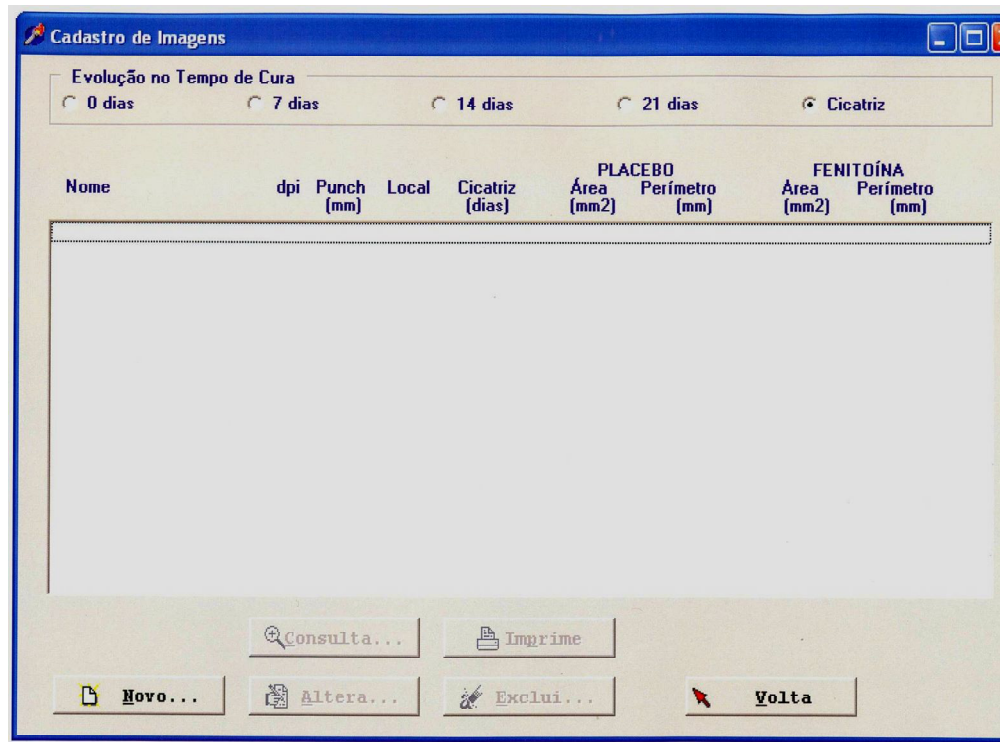 Cadastro de Imagens
Evolução no Tempo de Cura
0 dias 7 dias 14 dias 21 dias Cicatriz
PLACEBO FENITOÍNA
Nome dpi Punch Local Cicatriz Área Perímetro Área Perímetro
(mm) (dias) (mm2) (mm) (mm2) (mm)
Consulta... Imprime
Novo... Altera... Exclui... Volta